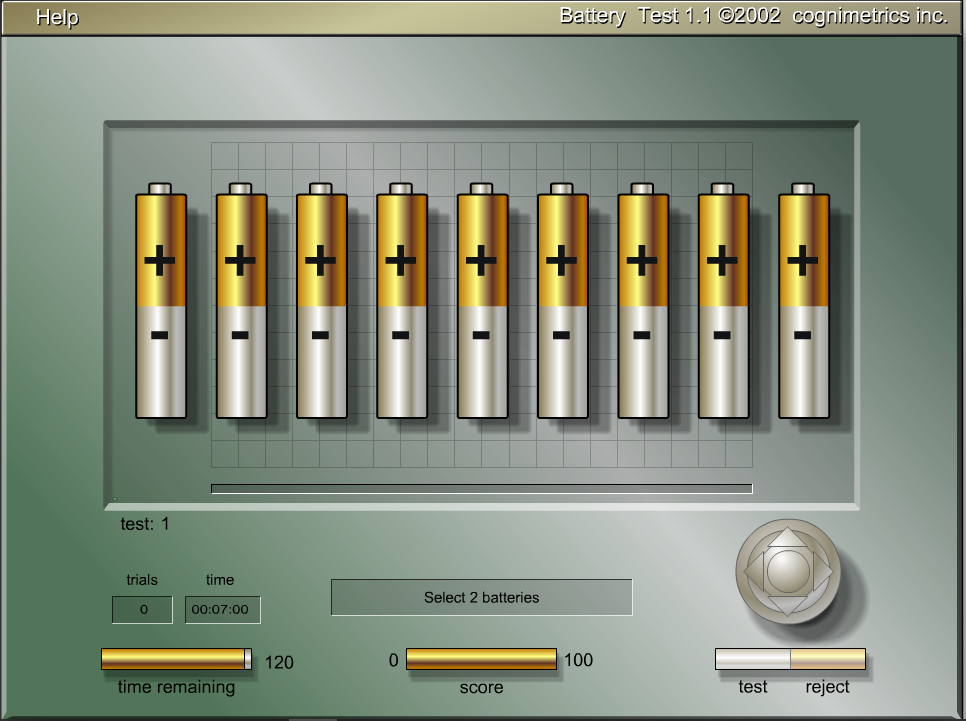 Help
Battery Test 1.1 ©2002 cognimetrics inc.
+ + + + + + + + +
- - - - - - - - -
test: 1
trials time
0 00:07:00
Select 2 batteries
120
0 100
time remaining
score
test reject